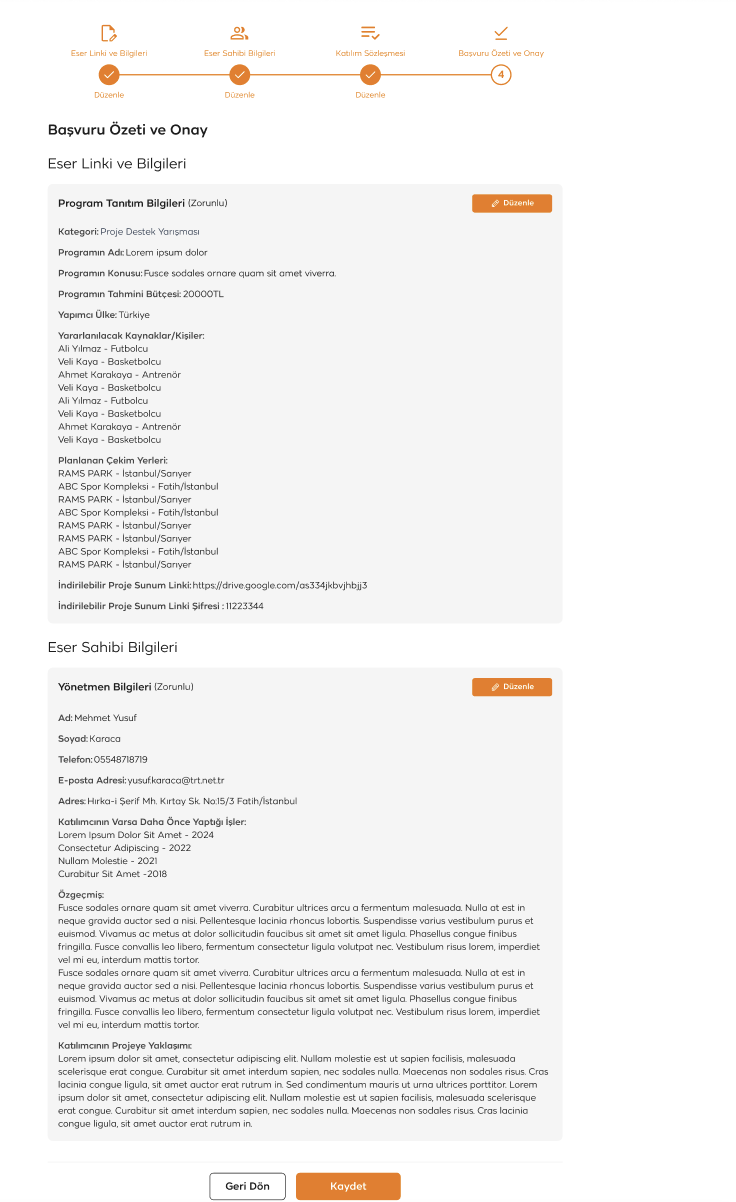 Eser Linki ve Bilgileri
Eser Sahibi Bilgileri
Katılım Sözleşmesi
Başvuru Özeti ve Onay
4
Düzenle
Düzenle
Düzenle
Başvuru Özeti ve Onay
Eser Linki ve Bilgileri
Program Tanıtım Bilgileri (Zorunlu)
Düzenle
Kategori: Proje Destek Yarışması
Programın Adı: Lorem ipsum dolor
Programın Konusu: Fusce sodales ornare quam sit amet viverra.
Programın Tahmini Bütçesi: 20000TL
Yapımcı Ülke: Türkiye
Yararlanılacak Kaynaklar/Kişiler:
Ali Yılmaz - Futbolcu
Veli Kaya - Basketbolcu
Ahmet Karakaya - Antrenör
Veli Kaya - Basketbolcu
Ali Yılmaz - Futbolcu
Veli Kaya - Basketbolcu
Ahmet Karakaya - Antrenör
Veli Kaya - Basketbolcu
Planlanan Çekim Yerleri:
RAMS PARK - İstanbul/Sarıyer
ABC Spor Kompleksi - Fatih/İstanbul
RAMS PARK - İstanbul/Sarıyer
ABC Spor Kompleksi - Fatih/İstanbul
RAMS PARK - İstanbul/Sarıyer
RAMS PARK - İstanbul/Sarıyer
ABC Spor Kompleksi - Fatih/İstanbul
RAMS PARK - İstanbul/Sarıyer
İndirilebilir Proje Sunum Linki: https://drive.google.com/as334jkbvjhbjj3
İndirilebilir Proje Sunum Linki Şifresi : 11223344
Eser Sahibi Bilgileri
Yönetmen Bilgileri (Zorunlu)
Düzenle
Ad: Mehmet Yusuf
Soyad: Karaca
Telefon: 05548718719
E-posta Adresi: yusuf.karaca@trt.net.tr
Adres: Hırka-i Şerif Mh. Kırtay Sk. No:15/3 Fatih/İstanbul
Katılımcının Varsa Daha Önce Yaptığı İşler:
Lorem Ipsum Dolor Sit Amet - 2024
Consectetur Adipiscing - 2022
Nullam Molestie - 2021
Curabitur Sit Amet -2018
Özgeçmiş:
Fusce sodales ornare quam sit amet viverra. Curabitur ultrices arcu a fermentum malesuada. Nulla at est in
neque gravida auctor sed a nisi. Pellentesque lacinia rhoncus lobortis. Suspendisse varius vestibulum purus et
euismod. Vivamus ac metus at dolor sollicitudin faucibus sit amet sit amet ligula. Phasellus congue finibus
fringilla. Fusce convallis leo libero, fermentum consectetur ligula volutpat nec. Vestibulum risus lorem, imperdiet
vel mi eu, interdum mattis tortor.
Fusce sodales ornare quam sit amet viverra. Curabitur ultrices arcu a fermentum malesuada. Nulla at est in
neque gravida auctor sed a nisi. Pellentesque lacinia rhoncus lobortis. Suspendisse varius vestibulum purus et
euismod. Vivamus ac metus at dolor sollicitudin faucibus sit amet sit amet ligula. Phasellus congue finibus
fringilla. Fusce convallis leo libero, fermentum consectetur ligula volutpat nec. Vestibulum risus lorem, imperdiet
vel mi eu, interdum mattis tortor.
Katılımcının Projeye Yaklaşımı:
Lorem ipsum dolor sit amet, consectetur adipiscing elit. Nullam molestie est ut sapien facilisis, malesuada
scelerisque erat congue. Curabitur sit amet interdum sapien, nec sodales nulla. Maecenas non sodales risus. Cras
lacinia congue ligula, sit amet auctor erat rutrum in. Sed condimentum mauris ut urna ultrices porttitor. Lorem
ipsum dolor sit amet, consectetur adipiscing elit. Nullam molestie est ut sapien facilisis, malesuada scelerisque
erat congue. Curabitur sit amet interdum sapien, nec sodales nulla. Maecenas non sodales risus. Cras lacinia
congue ligula, sit amet auctor erat rutrum in.
Geri Dön
Kaydet